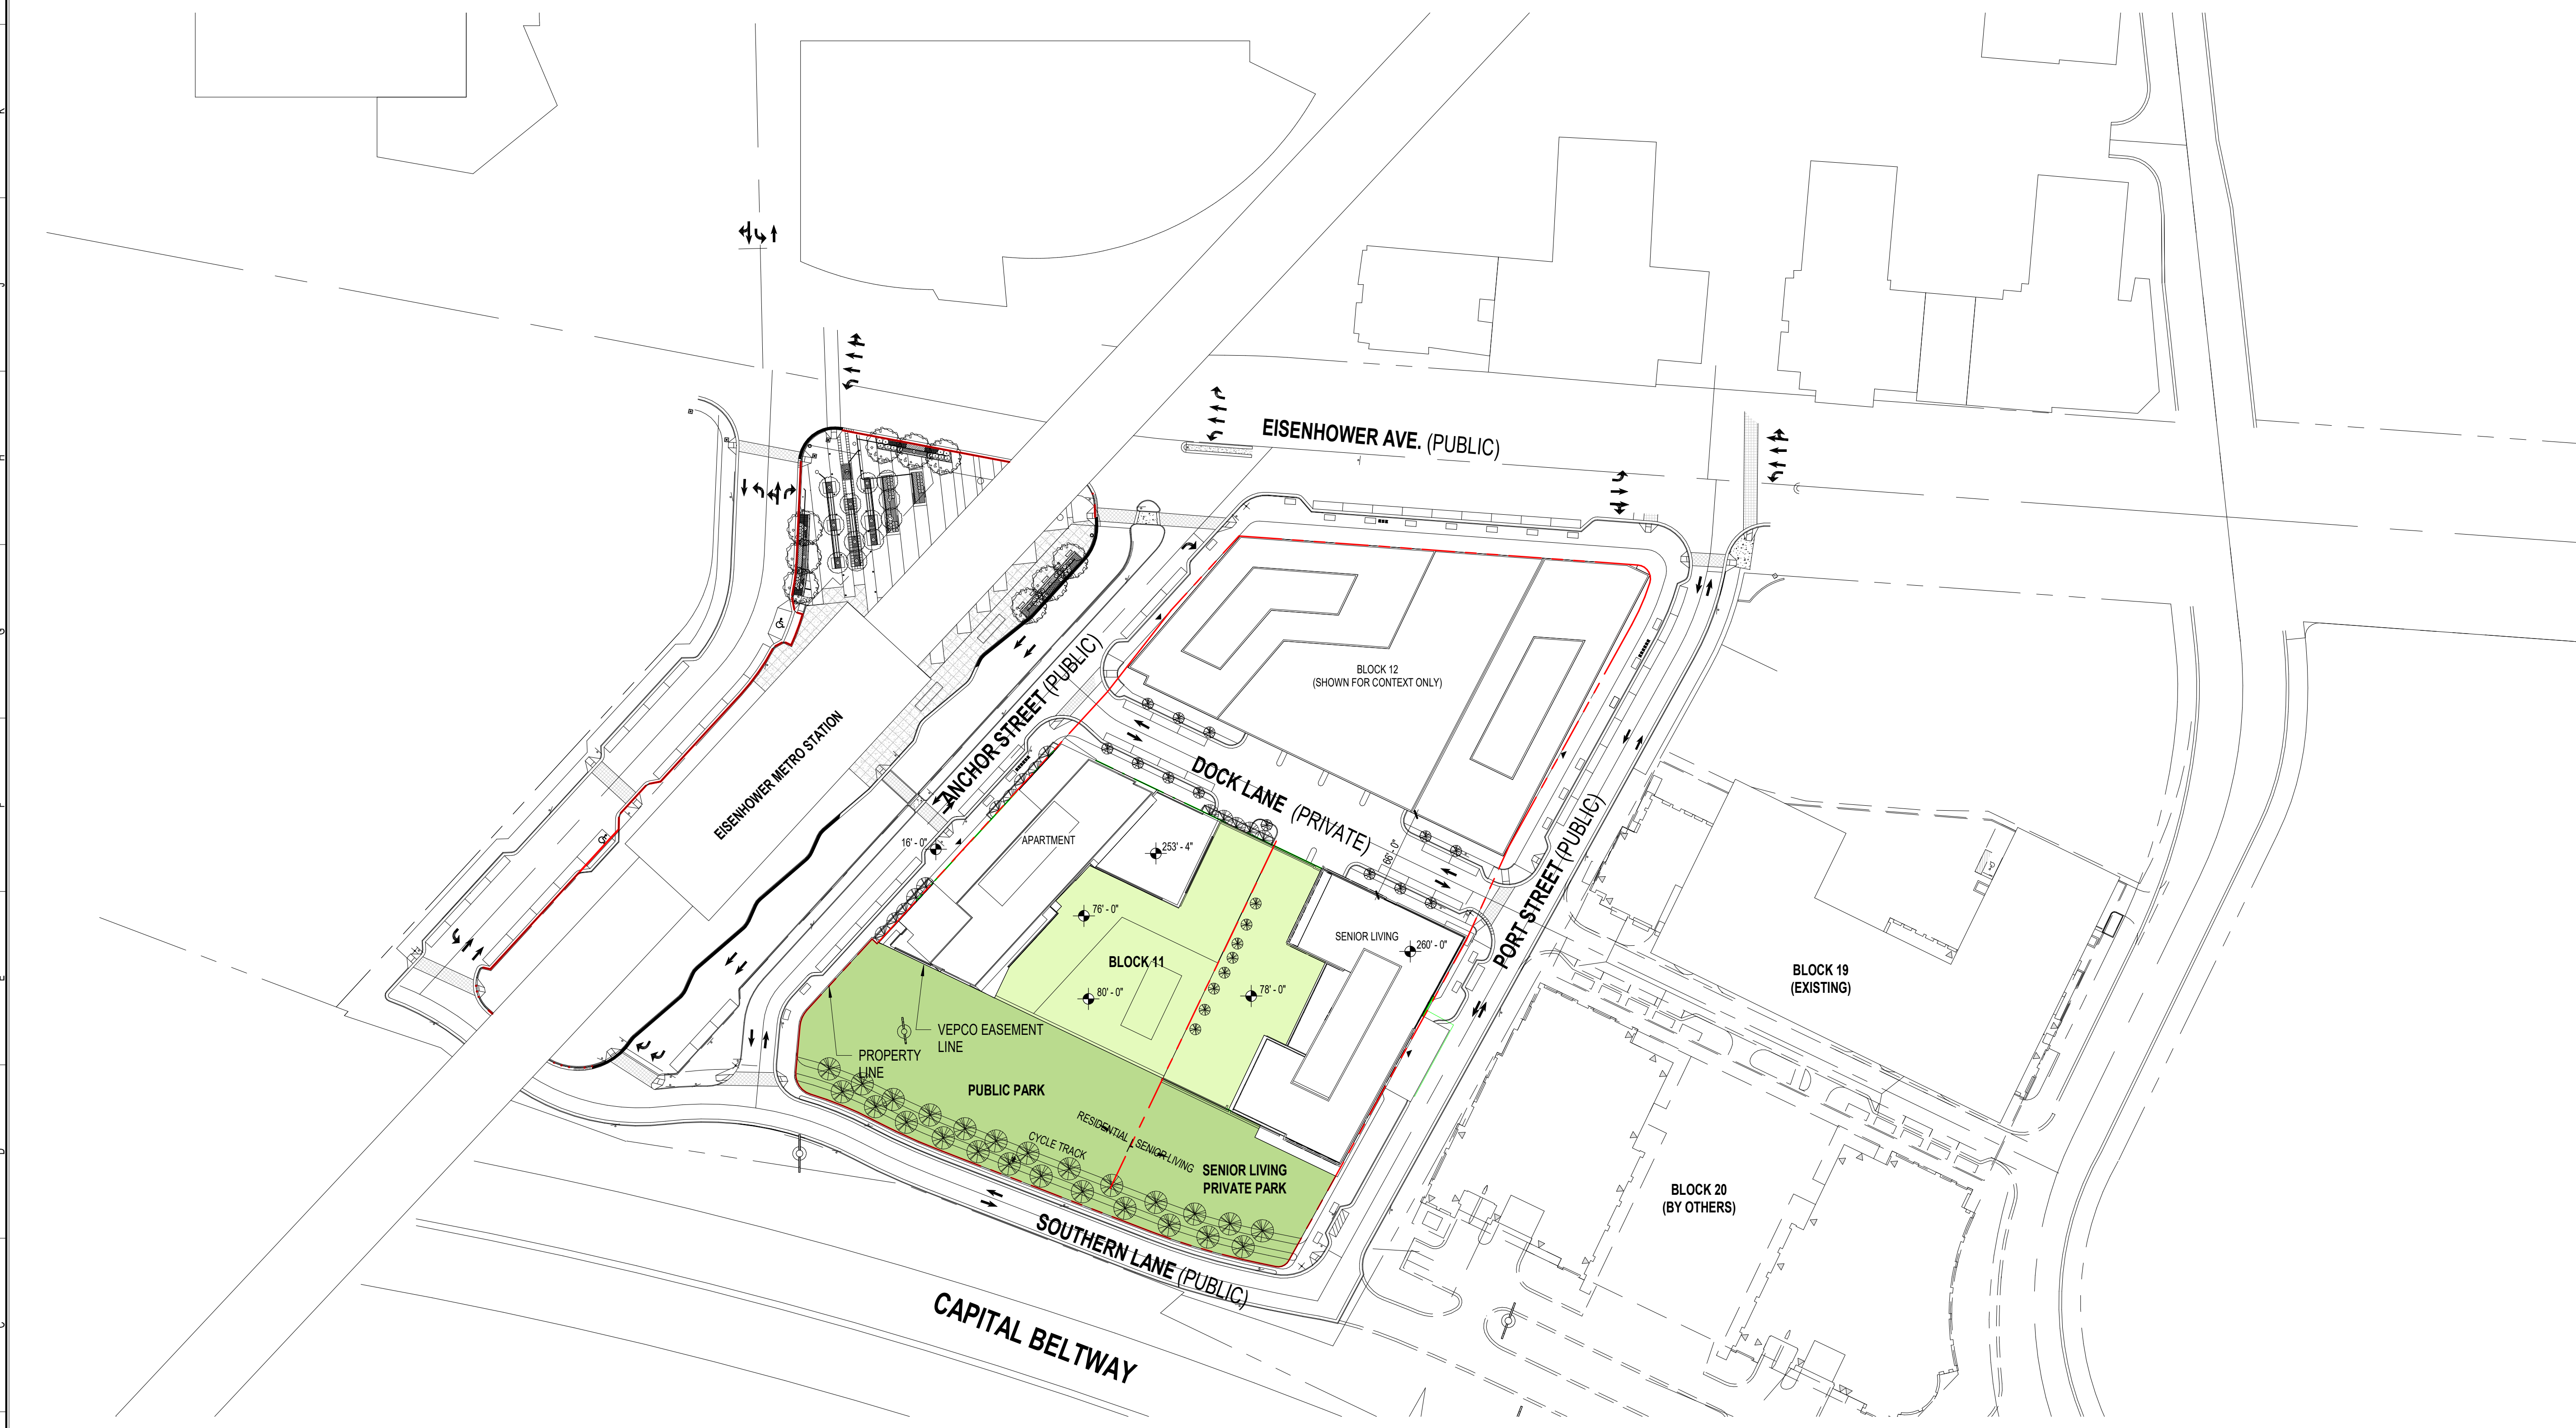 EISENHOWER AVE. (PUBLIC)
BLOCK 12
(SHOWN FOR CONTEXT ONLY)
ANCHOR STREET (PUBLIC)
EISENHOWER METRO STATION
DOCK LANE (PRIVATE)
PORT STREET (PUBLIC)
16' - 0"
APARTMENT
253' - 4"
66' - 0"
76' - 0"
SENIOR LIVING
260' - 0"
BLOCK 11
80' - 0"
78' - 0"
BLOCK 19
(EXISTING)
VEPCO EASEMENT
LINE
PROPERTY
LINE
PUBLIC PARK
RESIDENTIAL
SENIOR LIVING
CYCLE TRACK
SENIOR LIVING
PRIVATE PARK
BLOCK 20
(BY OTHERS)
SOUTHERN LANE (PUBLIC)
CAPITAL BELTWAY
J
H
G
F
E
D
C